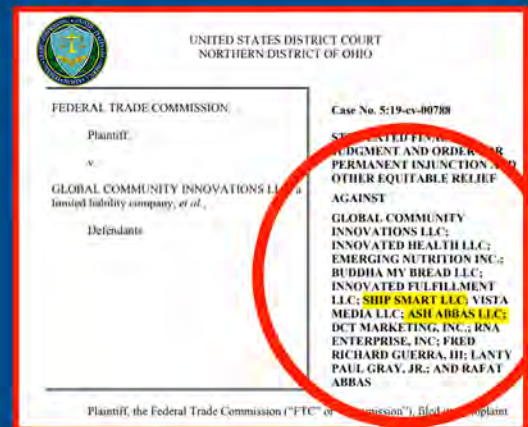 UNITED STATES DISTRICT COURT
NORTHERN DISTRICT OF OHIO
FEDERAL TRADE COMMISSION,
Plaintiff,
v.
GLOBAL COMMUNITY INNOVATIONS a
limited liability company, et al.,
Defendants
Case No. 5:19-cv-00788
JUDGMENT AND ORDER
PERMANENT INJUNCTION AND
OTHER EQUITABLE RELIEF
AGAINST
GLOBAL COMMUNITY
INNOVATIONS LLC;
INNOVATED HEALTH LLC;
EMERGING NUTRITION INC.;
BUDDHA MY BREAD LLC;
INNOVATED FULFILLMENT
LLC; SHIP SMART LLC; VISTA
MEDIA LLC; ASH ABBAS LLC;
DCT MARKETING, INC.; RNA
ENTERPRISE, INC; FRED
RICHARD GUERRA, III; LANTY
PAUL GRAY, JR.; AND RAFAT
ABBAS
Plaintiff, the Federal Trade Commission ("FTC" or filed complaint